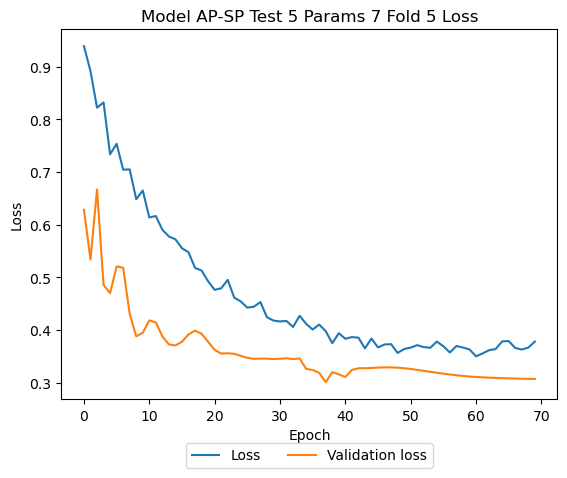 Model AP-SP Test 5 Params 7 Fold 5 Loss
0.9
0.8
0.7
0.6
0.5
0.4
0.3
Loss
0 10 20 30 40 50 60 70
Epoch
Loss Validation loss